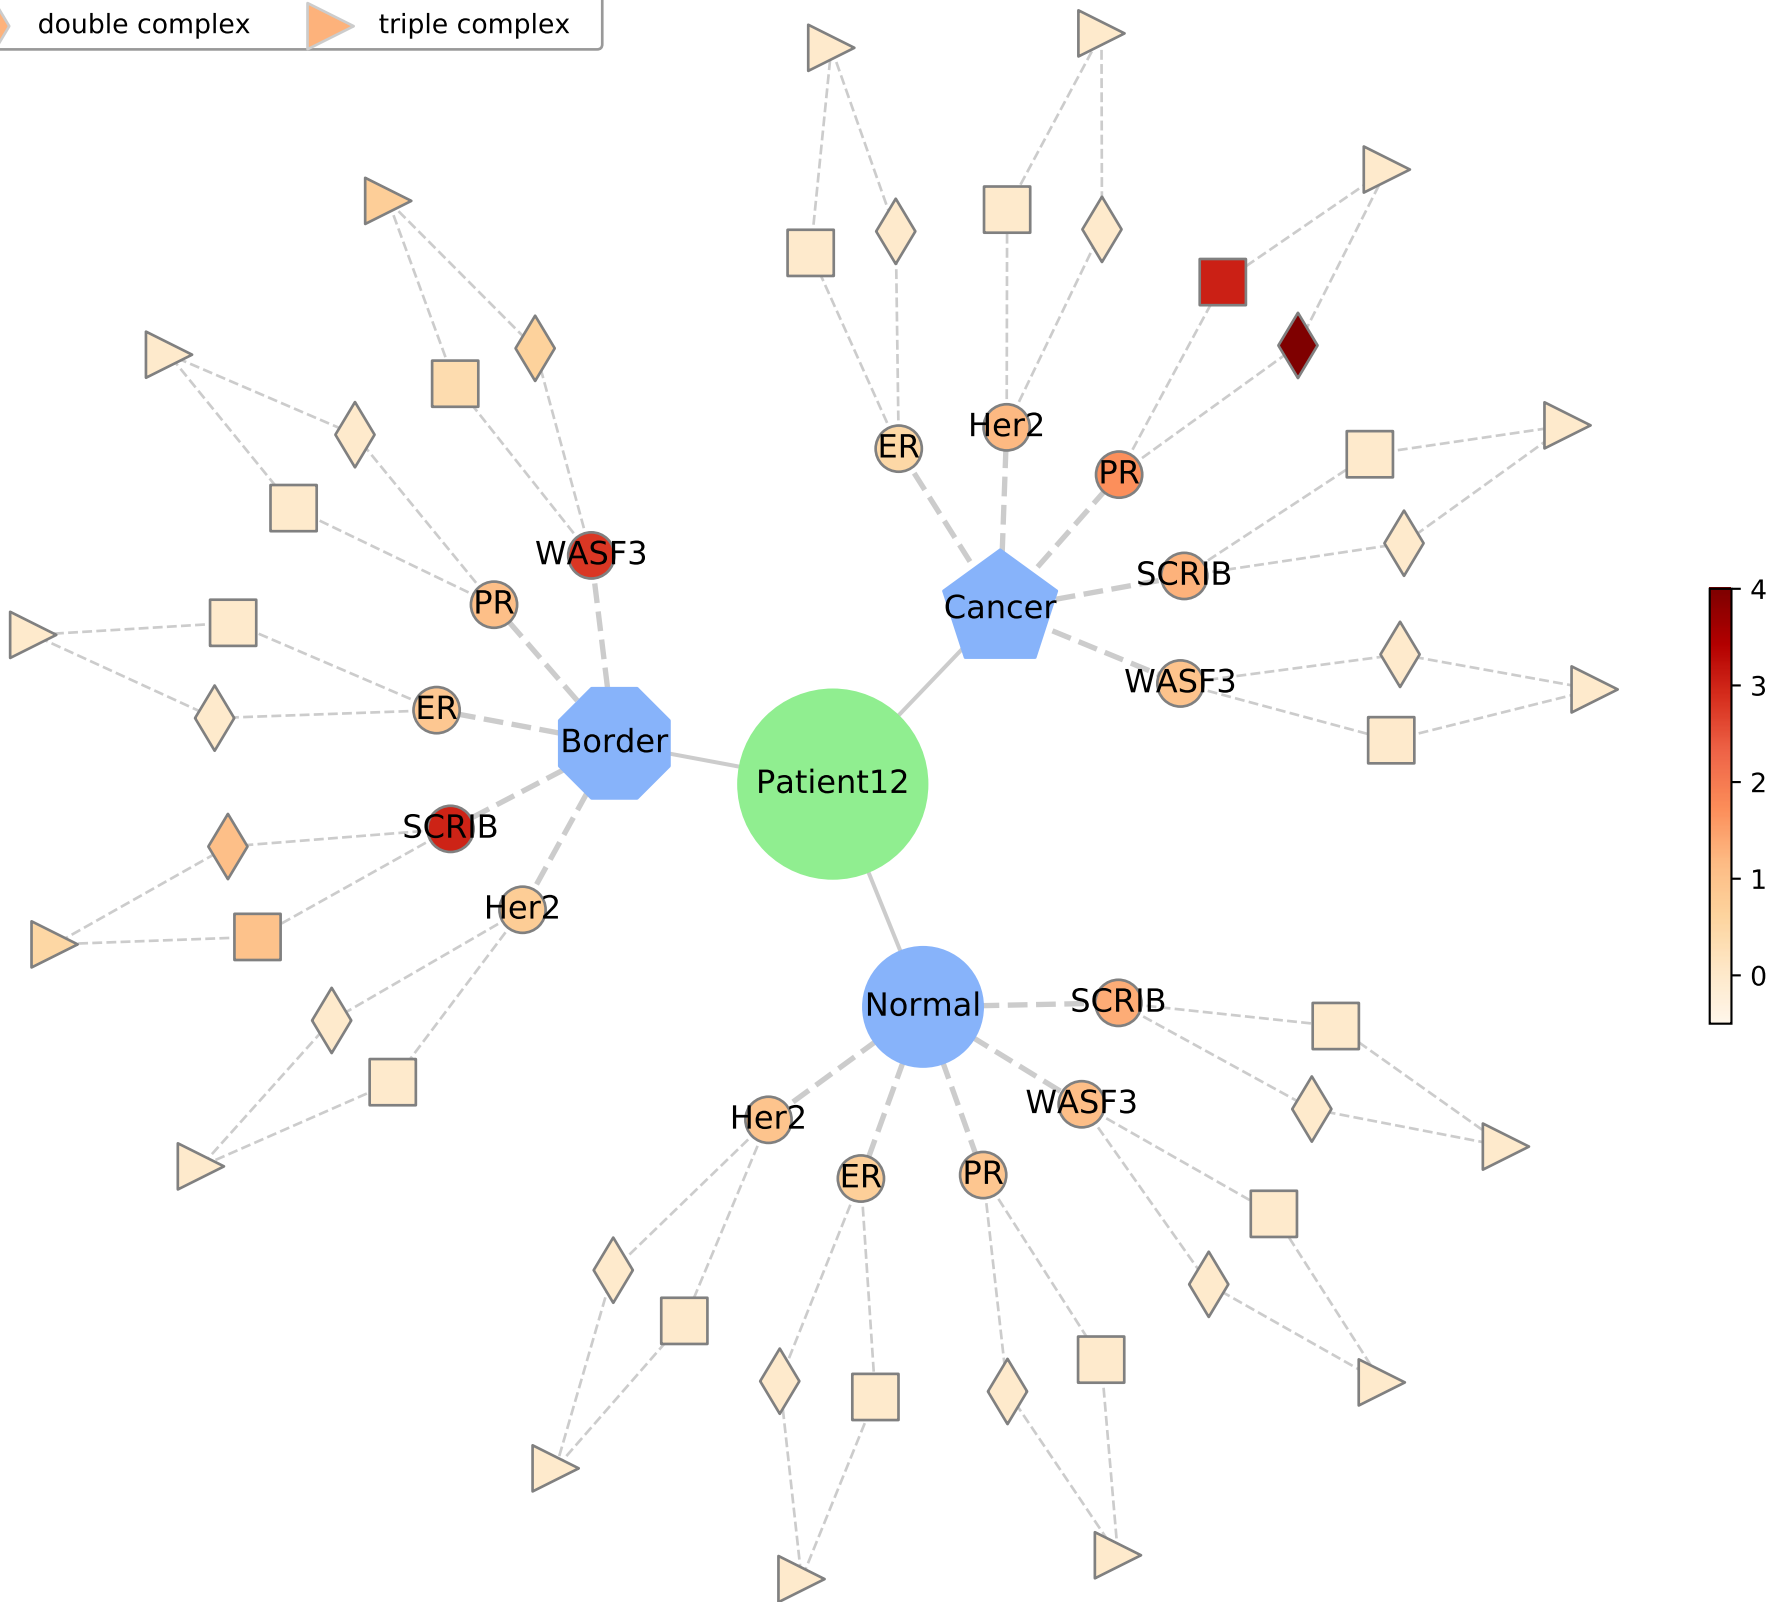 double complex
triple complex
ER
Her2
PR
WASF3
SCRIB
PR
Cancer
WASF3
ER
Border
Patient12
SCRIB
Her2
Normal
SCRIB
WASF3
Her2
ER
PR
4
3
2
1
0